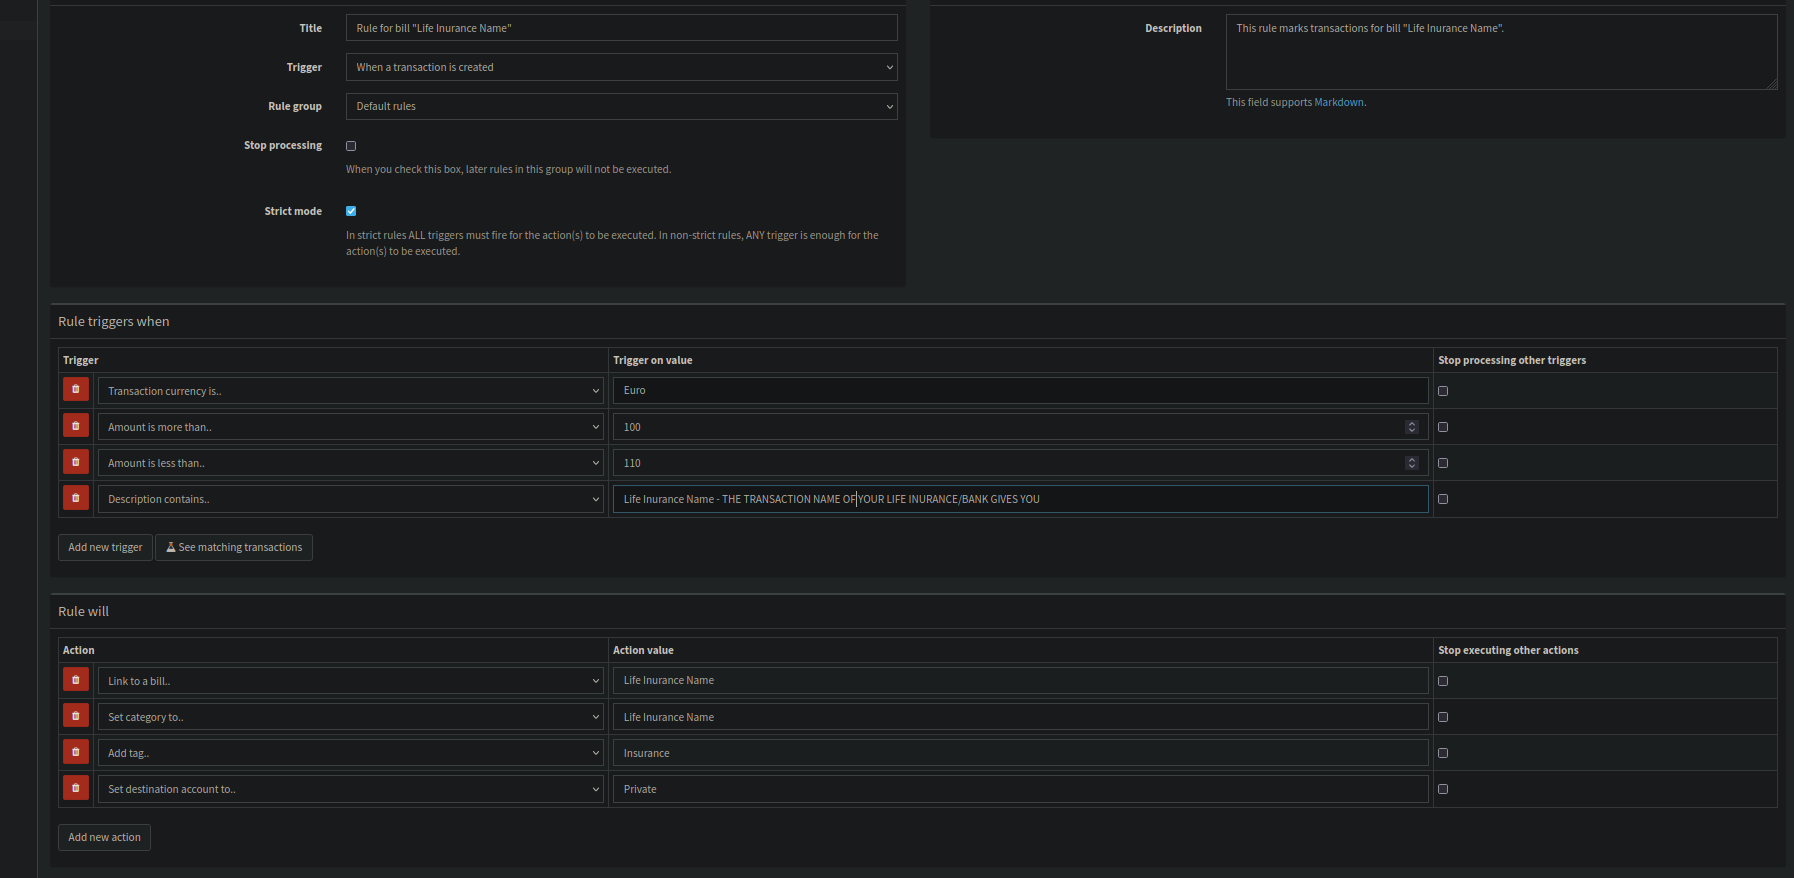 Title
Rule for bill "Life Inurance Name"
Trigger
When a transaction is created
Rule group
Default rules
Stop processing
When you check this box, later rules in this group will not be executed.
Strict mode
In strict rules ALL triggers must fire for the action(s) to be executed. In non-strict rules, ANY trigger is enough for the
action(s) to be executed.
Description
This rule marks transactions for bill "Life Inurance Name".
This field supports Markdown.
Rule triggers when
Trigger Trigger on value Stop processing other triggers
Transaction currency is.. Euro
Amount is more than.. 100
Amount is less than.. 110
Description contains.. Life Inurance Name - THE TRANSACTION NAME OF YOUR LIFE INURANCE/BANK GIVES YOU
Add new trigger See matching transactions
Rule will
Action Action value Stop executing other actions
Link to a bill.. Life Inurance Name
Set category to.. Life Inurance Name
Add tag.. Insurance
Set destination account to.. Private
Add new action